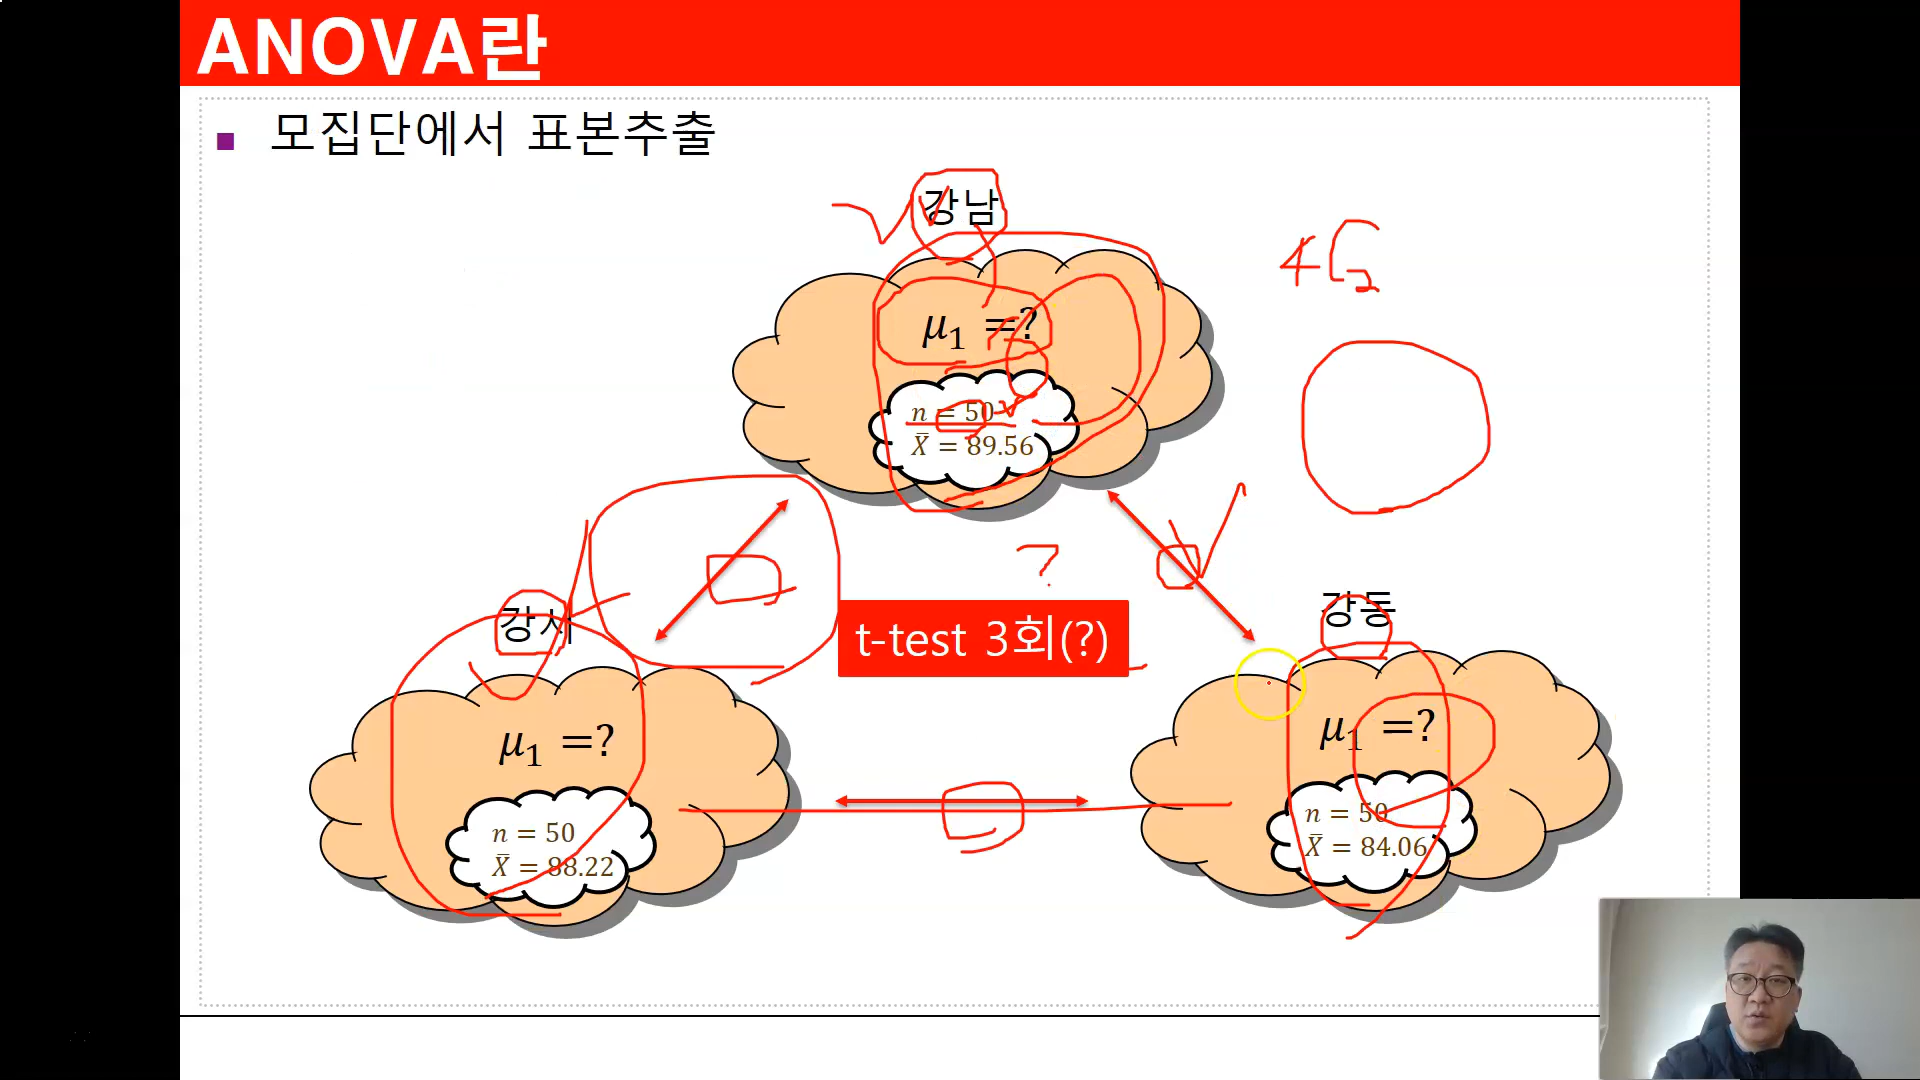 ANOVA란
모집단에서 표본추출
강남
4C2
μ1 =?
n = 50
X̄ = 89.56
?
강서
t-test 3회(?)
강동
μ1 =?
n = 50
X̄ = 88.22
μ1 =?
n = 50
X̄ = 84.06